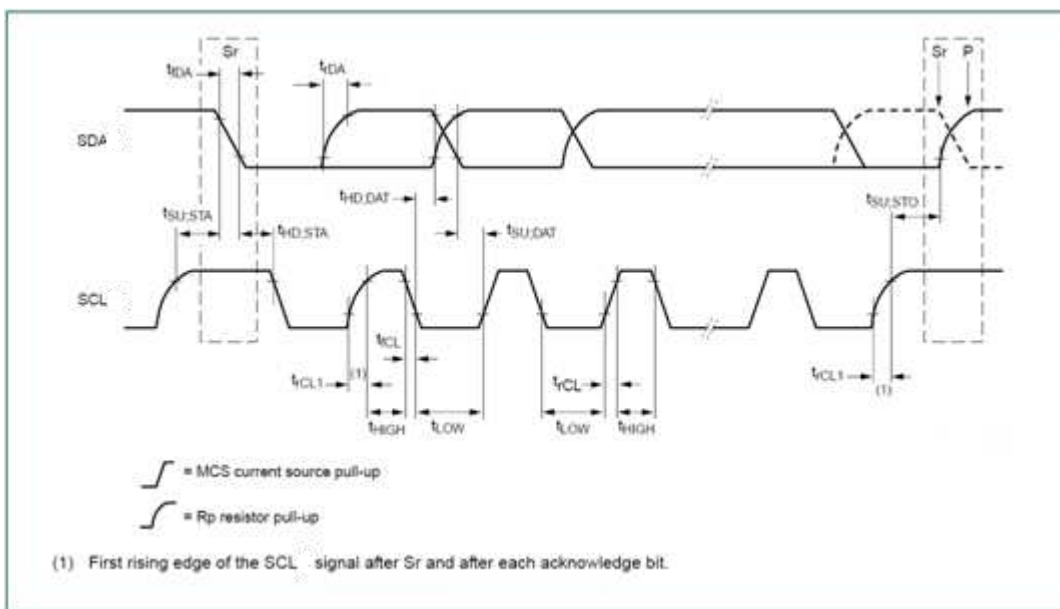 Sr
Sr P
tfDA
trDA
SDA
tHD;DAT
tSU;STA
tSU;STO
tHD;STA
tSU;DAT
SCL
tfCL
trCL1 (1)
trCL
trCL1
(1)
tHIGH tLOW tLOW tHIGH
= MCS current source pull-up
= Rp resistor pull-up
(1) First rising edge of the SCL signal after Sr and after each acknowledge bit.